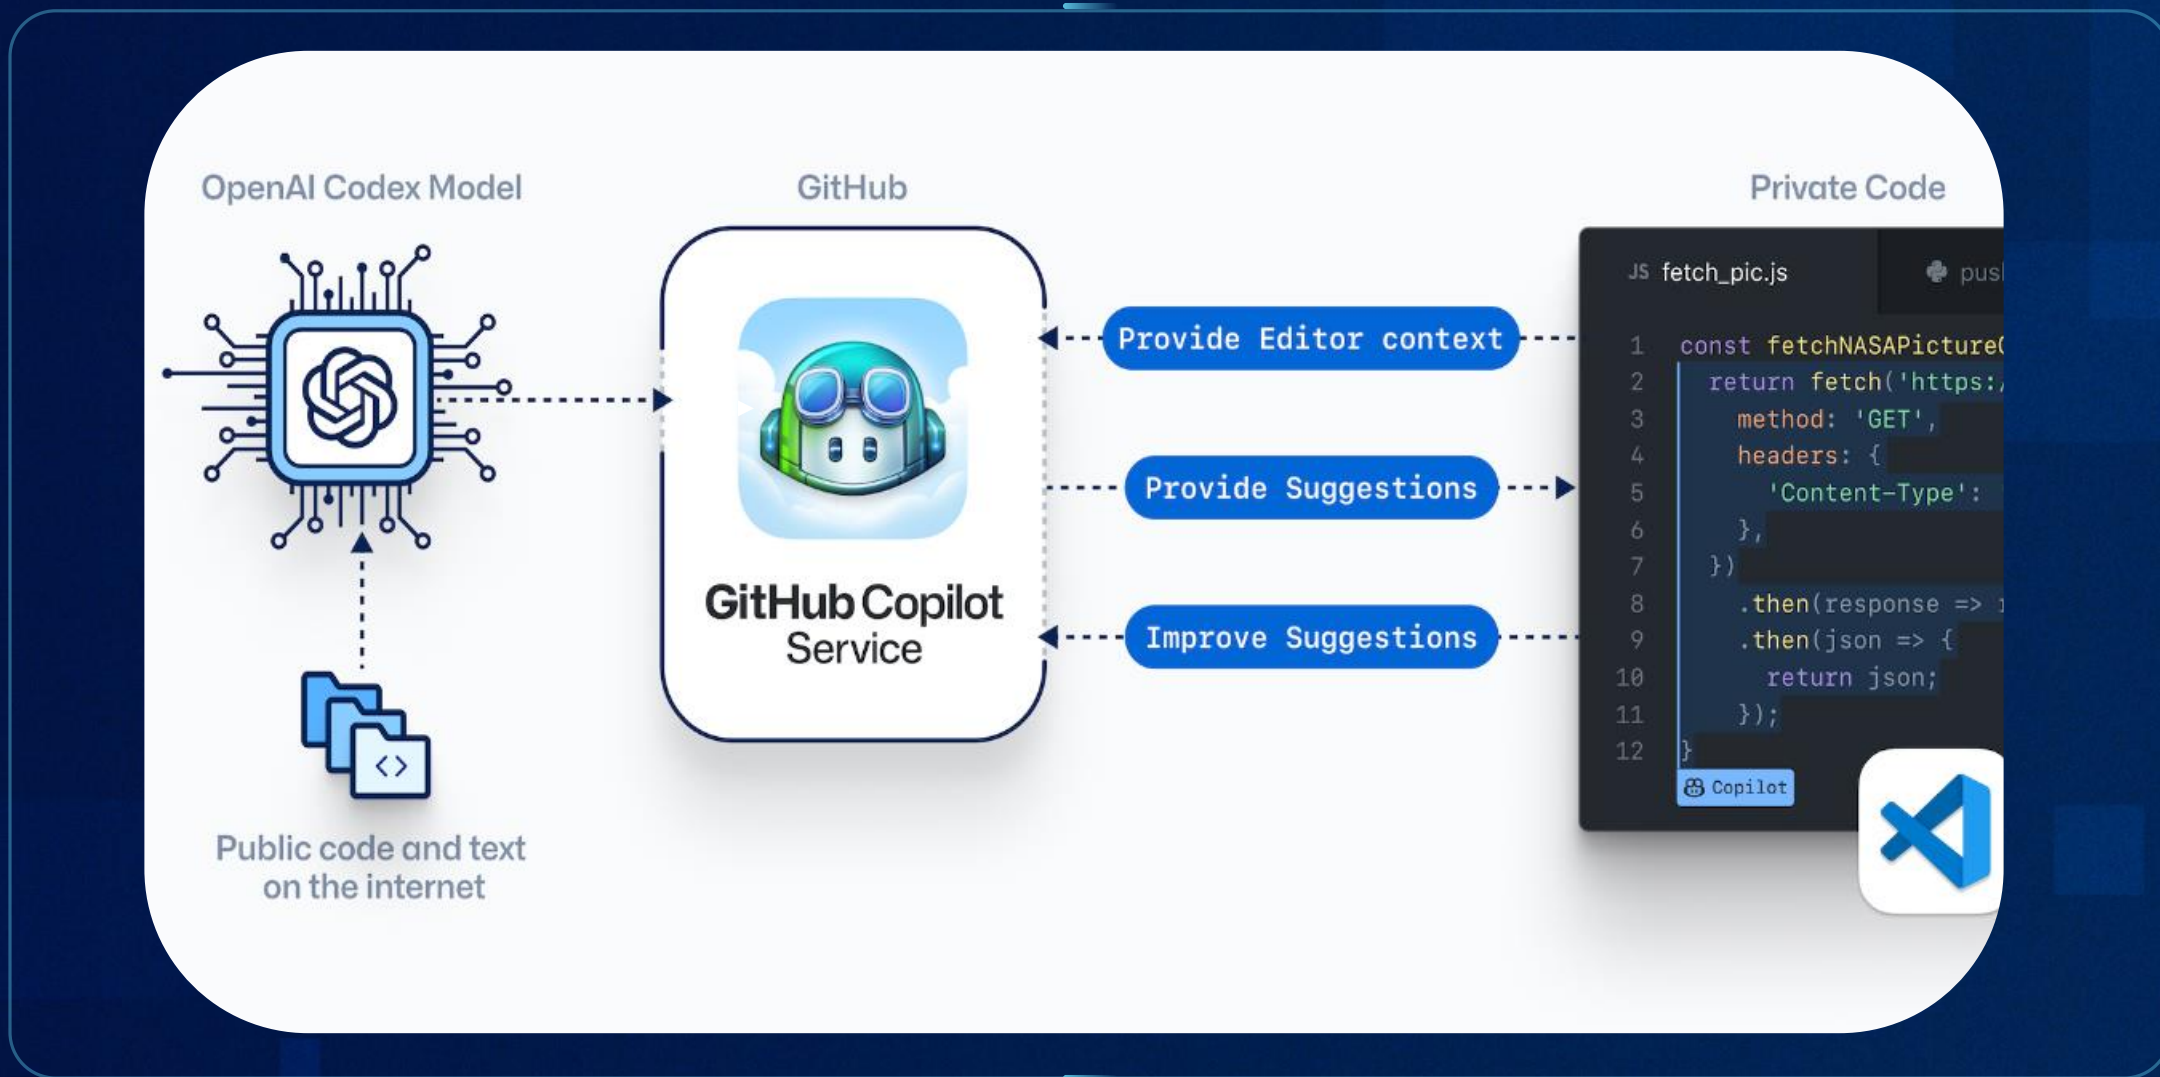 OpenAI Codex Model
Public code and text
on the internet
GitHub
GitHub Copilot
Service
Provide Editor context
Provide Suggestions
Improve Suggestions
Private Code
JS fetch_pic.js
1 const fetchNASAPicture
2 return fetch('https:/
3 method: 'GET',
4 headers: {
5 'Content-Type':
6 },
7 })
8 .then(response =>
9 .then(json => {
10 return json;
11 });
12 }
Copilot